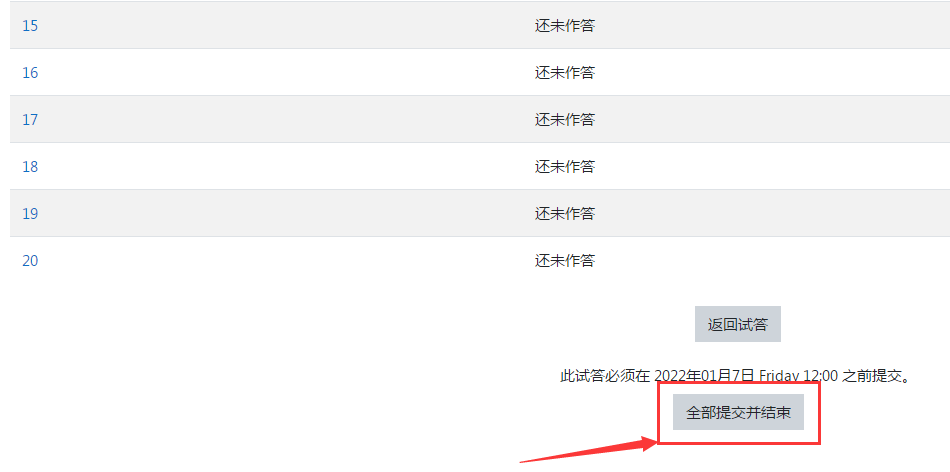 15 还未作答
16 还未作答
17 还未作答
18 还未作答
19 还未作答
20 还未作答
返回试答
此试答必须在 2022年01月7日 Friday 12:00 之前提交。
全部提交并结束